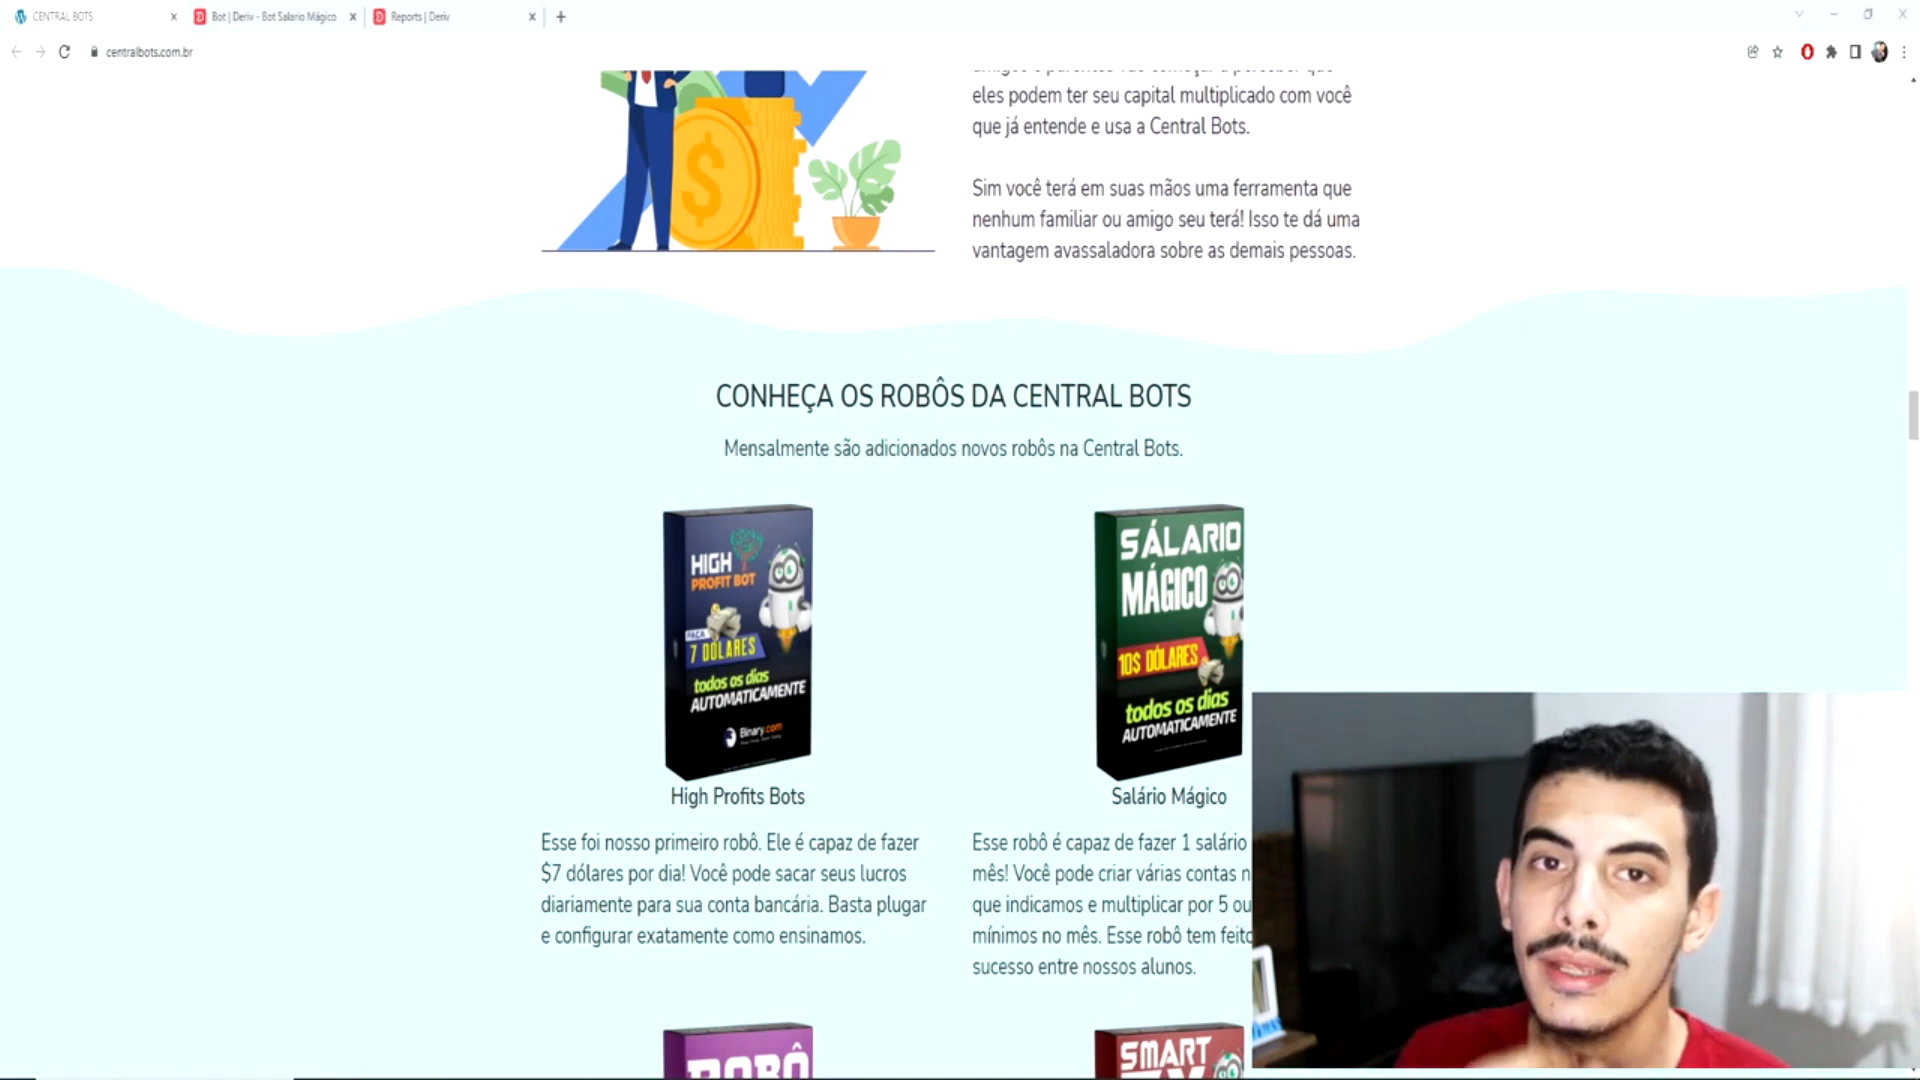 CENTRAL BOTS
Bot | Deriv - Bot Salario Mágico
Reports | Deriv
centralbots.com.br
eles podem ter seu capital multiplicado com você
que já entende e usa a Central Bots.
Sim você terá em suas mãos uma ferramenta que
nenhum familiar ou amigo seu terá! Isso te dá uma
vantagem avassaladora sobre as demais pessoas.
CONHEÇA OS ROBÔS DA CENTRAL BOTS
Mensalmente são adicionados novos robôs na Central Bots.
HIGH
PROFIT BOT
FAÇA
7 DÓLARES
todos os dias
AUTOMATICAMENTE
Binary.com
SÁLARIO
MÁGICO
10$ DÓLARES
todos os dias
AUTOMATICAMENTE
High Profits Bots
Esse foi nosso primeiro robô. Ele é capaz de fazer
$7 dólares por dia! Você pode sacar seus lucros
diariamente para sua conta bancária. Basta plugar
e configurar exatamente como ensinamos.
Salário Mágico
Esse robô é capaz de fazer 1 salário
mês! Você pode criar várias contas n
que indicamos e multiplicar por 5 ou
mínimos no mês. Esse robô tem feito
sucesso entre nossos alunos.
ROBÔ
SMART